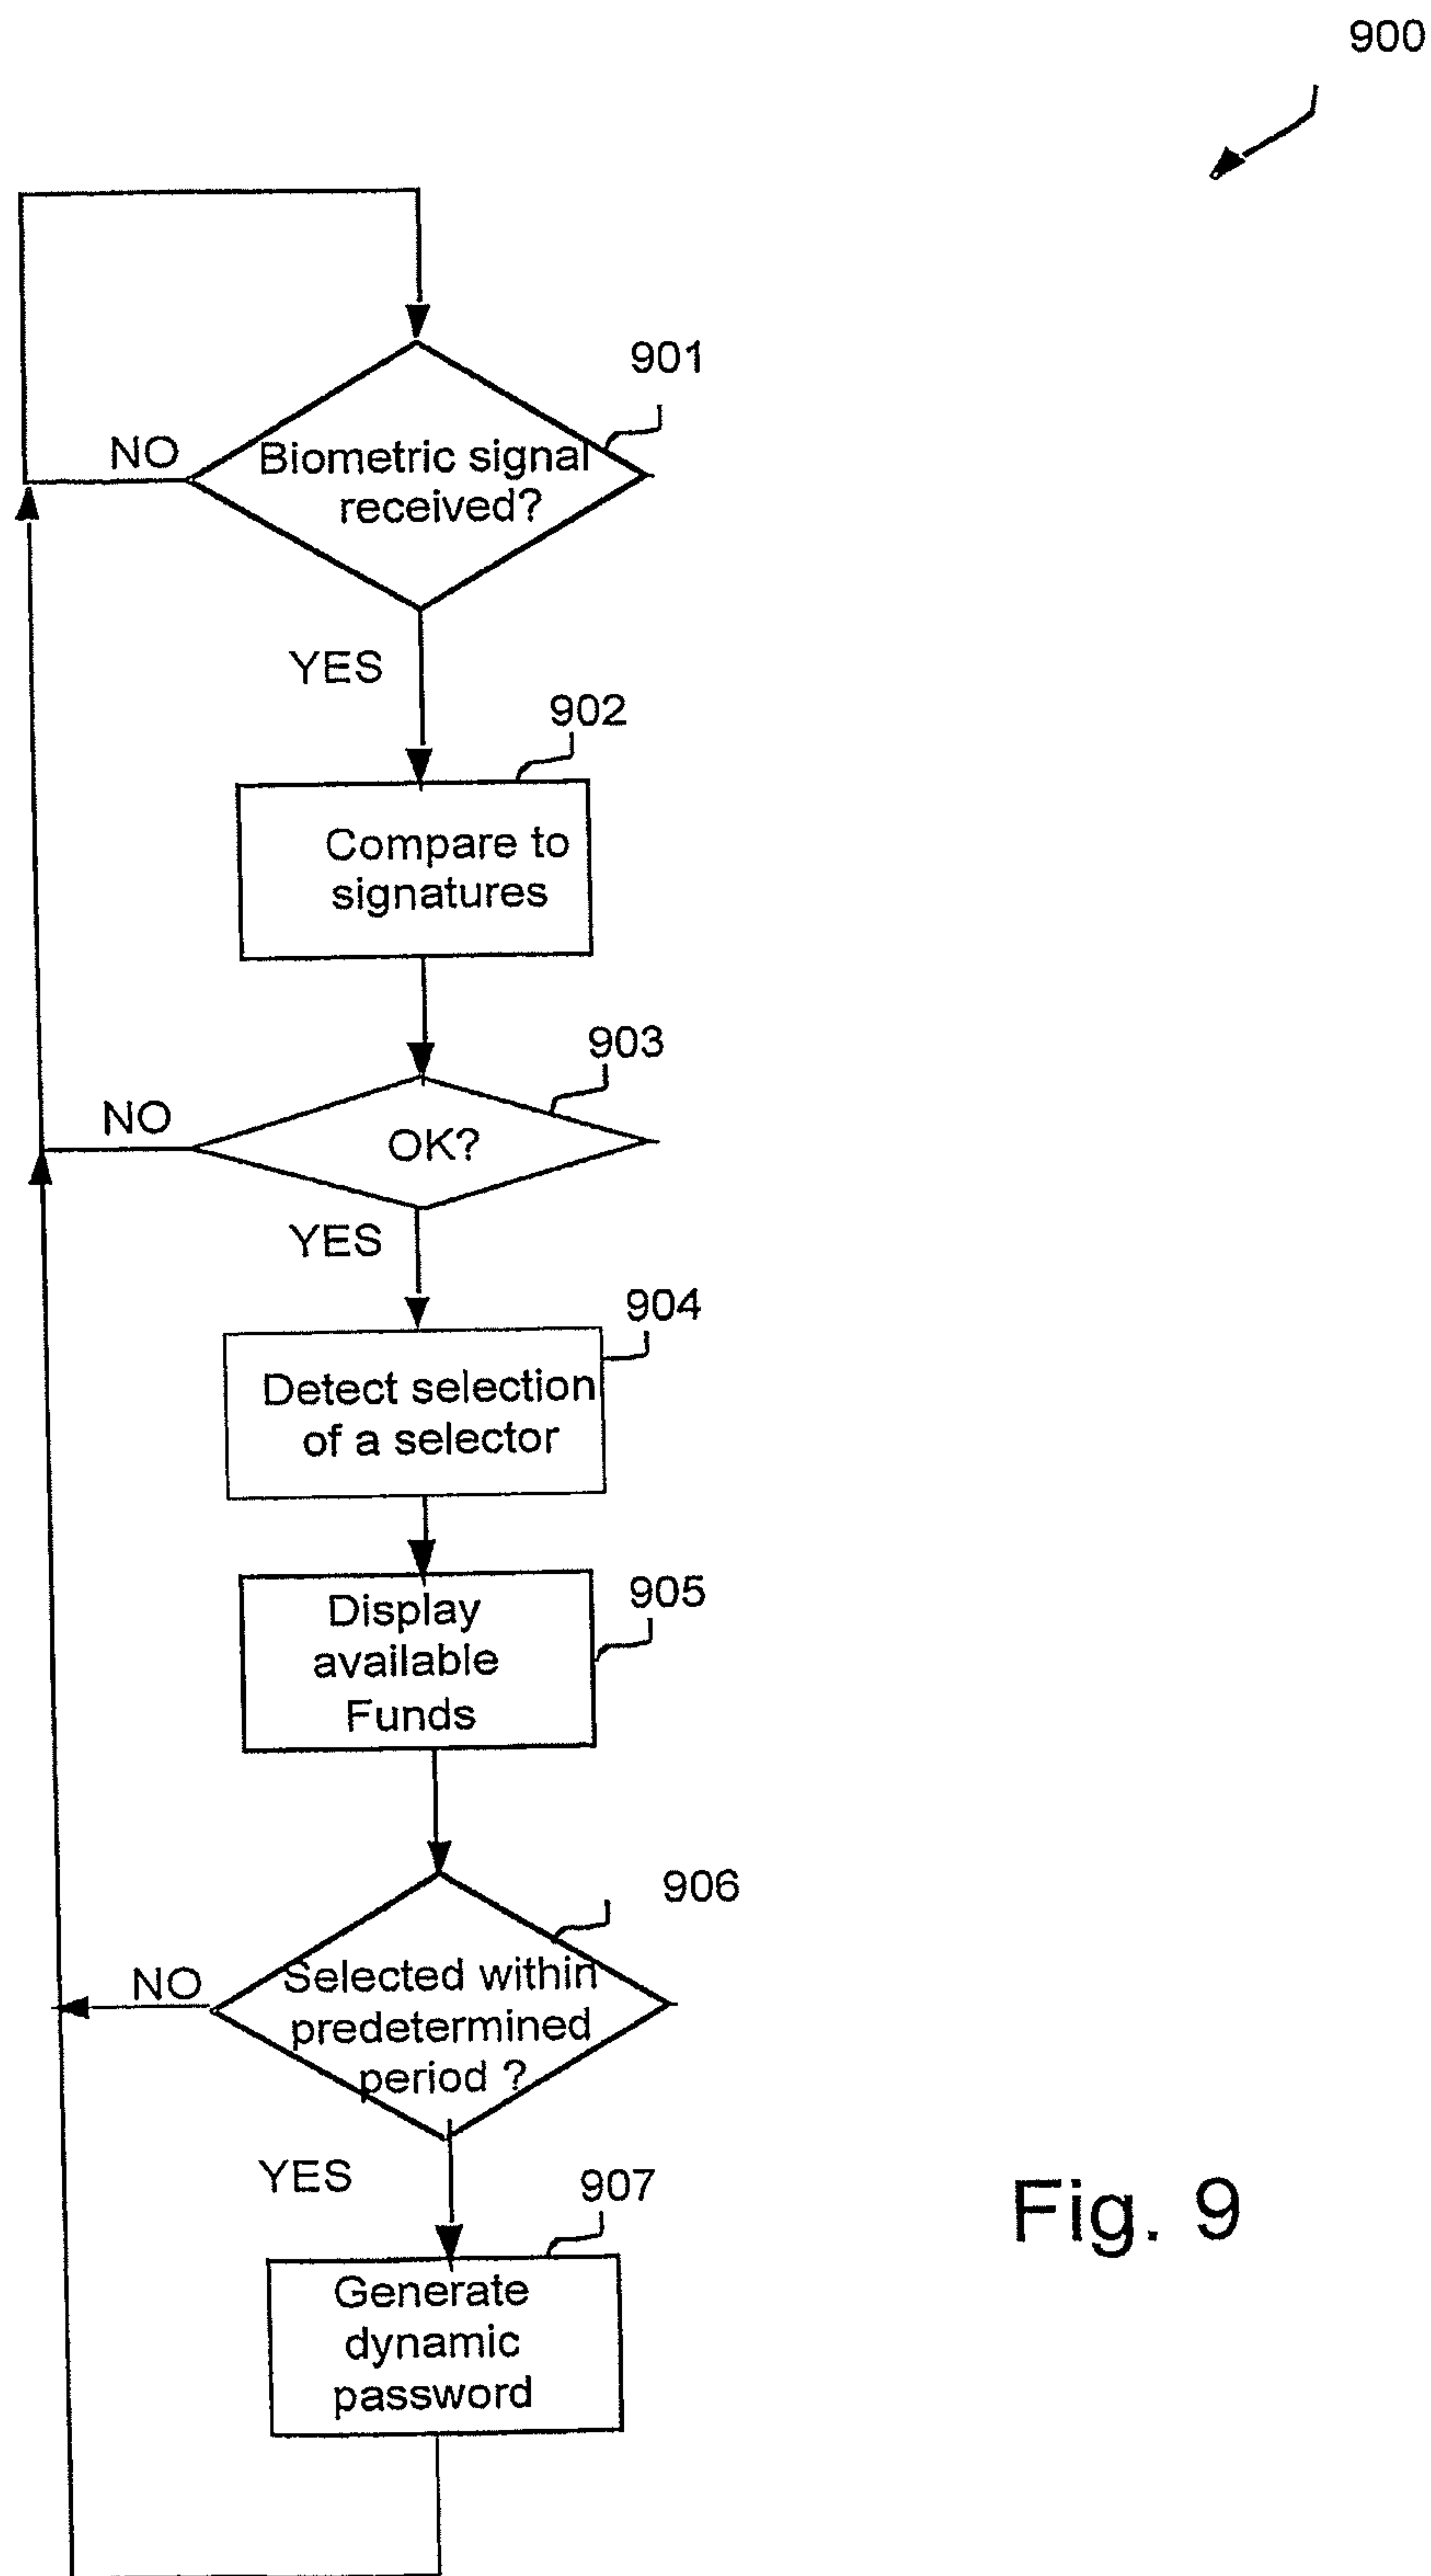 900
901
NO
Biometric signal
received?
YES
902
Compare to
signatures
903
NO
OK?
YES
904
Detect selection
of a selector
905
Display
available
Funds
906
NO
Selected within
predetermined
period ?
YES
907
Generate
dynamic
password
Fig. 9